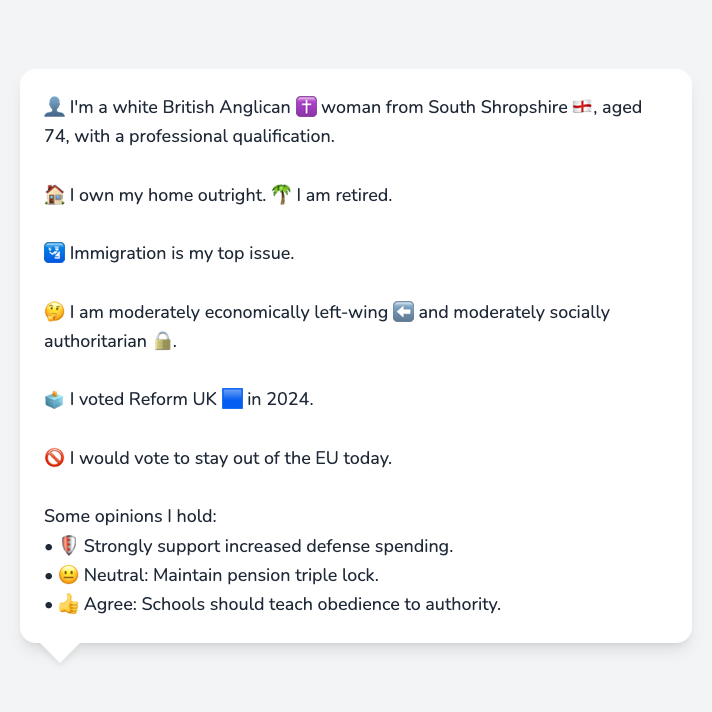 👤 I'm a white British Anglican ✝️ woman from South Shropshire 🏴󠁧󠁢󠁥󠁮󠁧󠁿, aged
74, with a professional qualification.
🏠 I own my home outright. 🌴 I am retired.
🛂 Immigration is my top issue.
🤔 I am moderately economically left-wing ⬅️ and moderately socially
authoritarian 🔒.
🗳️ I voted Reform UK 🟦 in 2024.
🚫 I would vote to stay out of the EU today.
Some opinions I hold:
• 🛡️ Strongly support increased defense spending.
• 😐 Neutral: Maintain pension triple lock.
• 👍 Agree: Schools should teach obedience to authority.